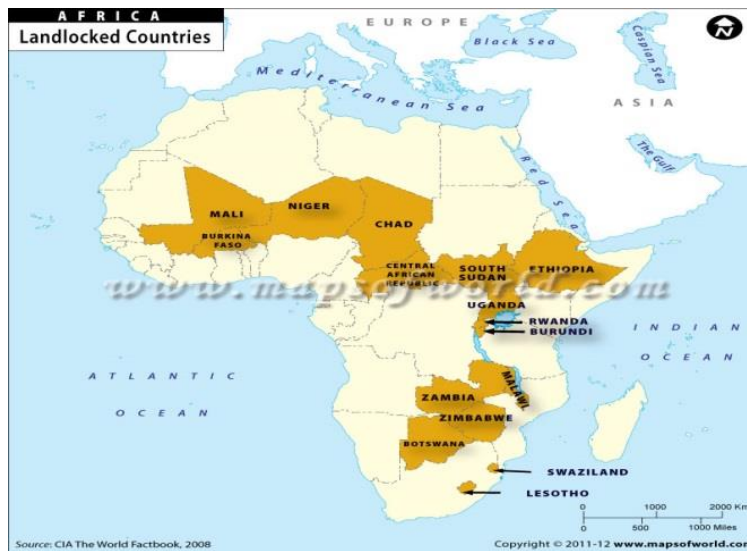 AFRICA
Landlocked Countries
EUROPE
Black Sea
Caspian Sea
ASIA
Mediterranean Sea
The Gulf
Red Sea
MALI
NIGER
CHAD
BURKINA
FASO
CENTRAL
AFRICAN
REPUBLIC
SOUTH
SUDAN
ETHIOPIA
www.mapsofworld.com
UGANDA
RWANDA
BURUNDI
INDIAN
OCEAN
ATLANTIC
OCEAN
MALAWI
ZAMBIA
ZIMBABWE
BOTSWANA
SWAZILAND
LESOTHO
0 1000 2000 Km
0 500 1000 Miles
Source: CIA The World Factbook, 2008
Copyright © 2011-12 www.mapsofworld.com
N